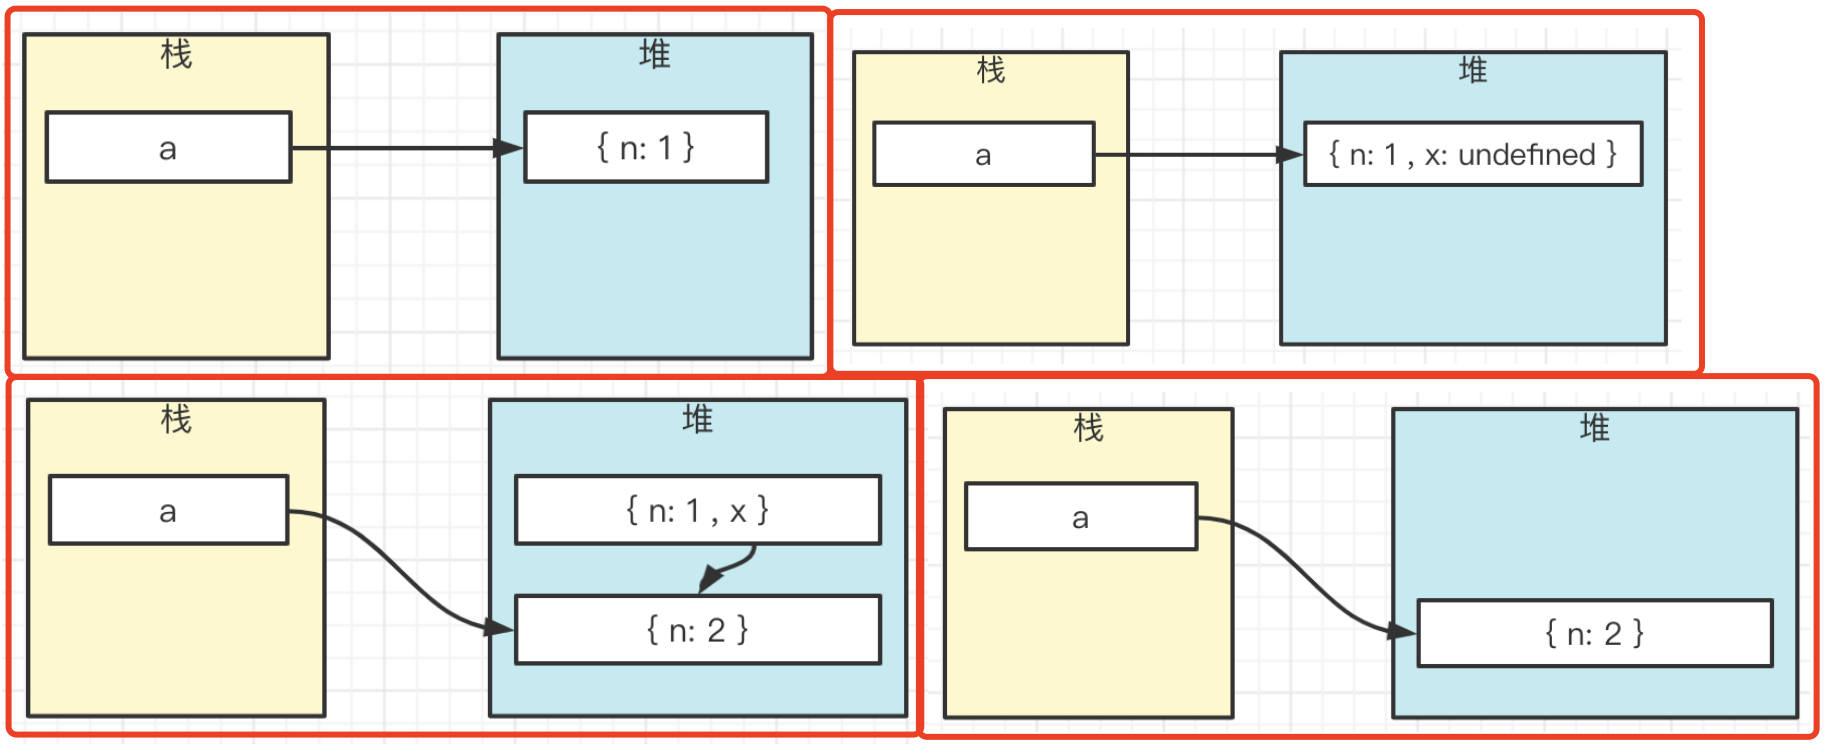 栈
堆
a
{ n: 1 }
栈
堆
a
{ n: 1 , x: undefined }
栈
堆
a
{ n: 1 , x }
{ n: 2 }
栈
堆
a
{ n: 2 }